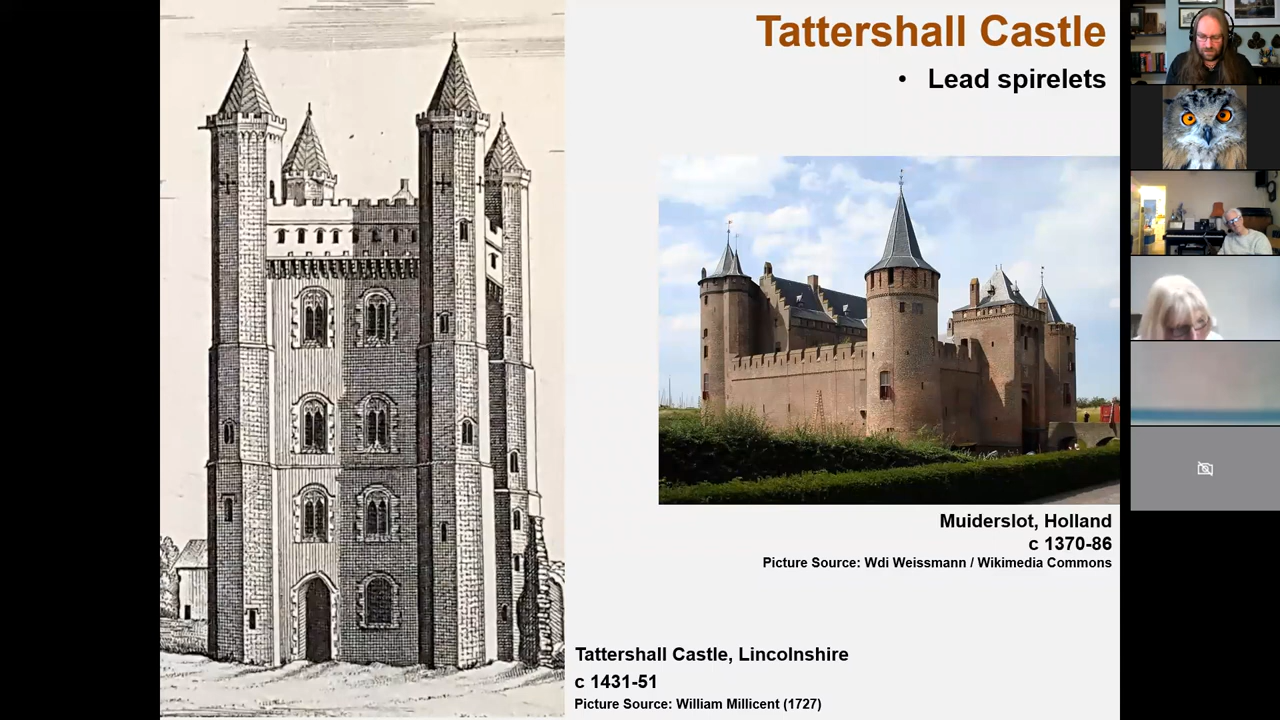 Tattershall Castle
• Lead spirelets
Muiderslot, Holland
c 1370-86
Picture Source: Wdi Weissmann / Wikimedia Commons
Tattershall Castle, Lincolnshire
c 1431-51
Picture Source: William Millicent (1727)